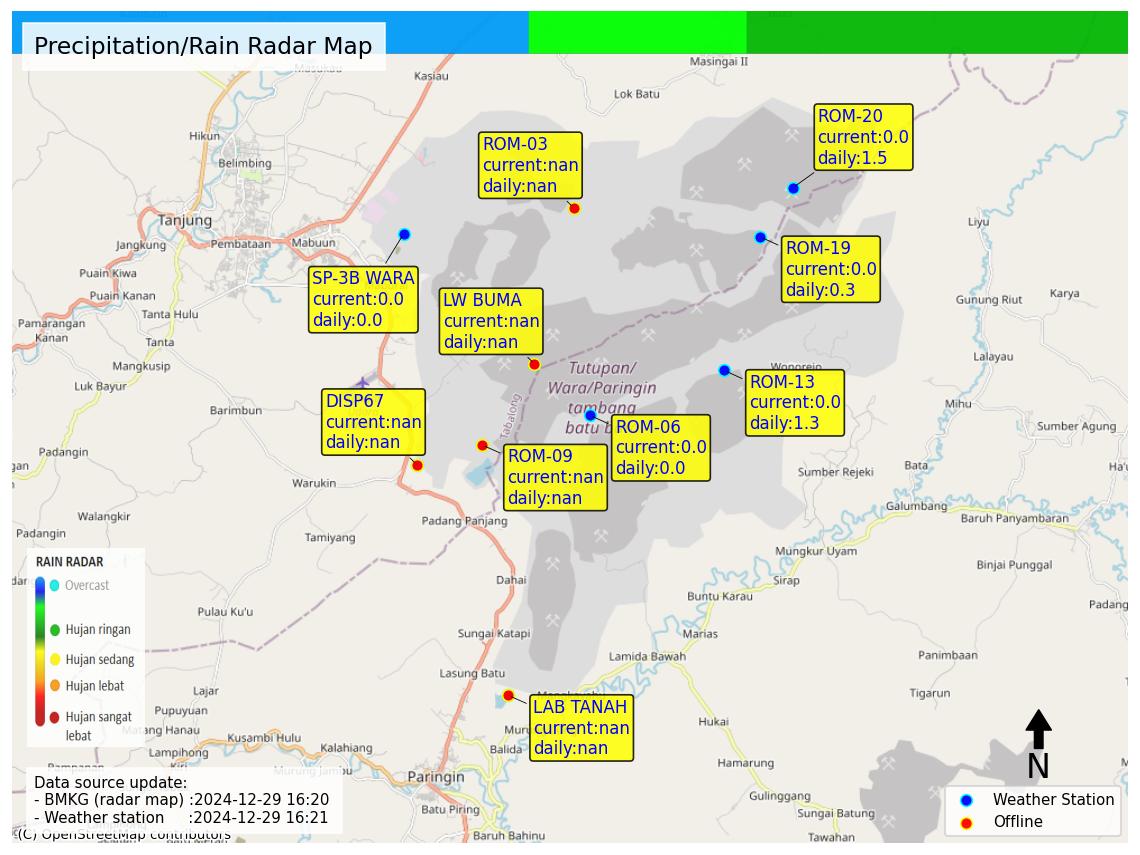 Precipitation/Rain Radar Map
Masingai II
Kasiau
Lok Batu
ROM-20
current:0.0
daily:1.5
ROM-03
current:nan
daily:nan
Hikun
Belimbing
Tanjung
Liyu
Jangkung
Pembataan
Mabuun
ROM-19
current:0.0
daily:0.3
Puain Kiwa
SP-3B WARA
current:0.0
daily:0.0
LW BUMA
current:nan
daily:nan
Puain Kanan
Gunung Riut
Karya
Tanta Hulu
Pamarangan
Kanan
Tanta
Mangkusip
Lalayau
Tutupan/
Wara/Paringin
tambang
batu b
Wonorejo
Luk Bayur
ROM-13
current:0.0
daily:1.3
DISP67
current:nan
daily:nan
Tabalong
Barimbun
Mihu
ROM-06
current:0.0
daily:0.0
Sumber Agung
Padangin
ROM-09
current:nan
daily:nan
Bata
Sumber Rejeki
Warukin
Galumbang
Walangkir
Padang Panjang
Baruh Panyambaran
Padangin
Tamiyang
Mungkur Uyam
RAIN RADAR
Overcast
Hujan ringan
Hujan sedang
Hujan lebat
Hujan sangat
lebat
Binjai Punggal
Dahai
Sirap
Buntu Karau
Padang
Pulau Ku'u
Sungai Katapi
Marias
Lamida Bawah
Panimbaan
Lasung Batu
Lajar
Tigarun
LAB TANAH
current:nan
daily:nan
Pupuyuan
Hukai
Matang Hanau
Kusambi Hulu
Kalahiang
Balida
Lampihong
Hamarung
N
Murung Jambu
Paringin
Data source update:
- BMKG (radar map) :2024-12-29 16:20
- Weather station :2024-12-29 16:21
Gulinggang
Weather Station
Offline
Batu Piring
Sungai Batung
Baruh Bahinu
Tawahan
(C) OpenStreetMap contributors